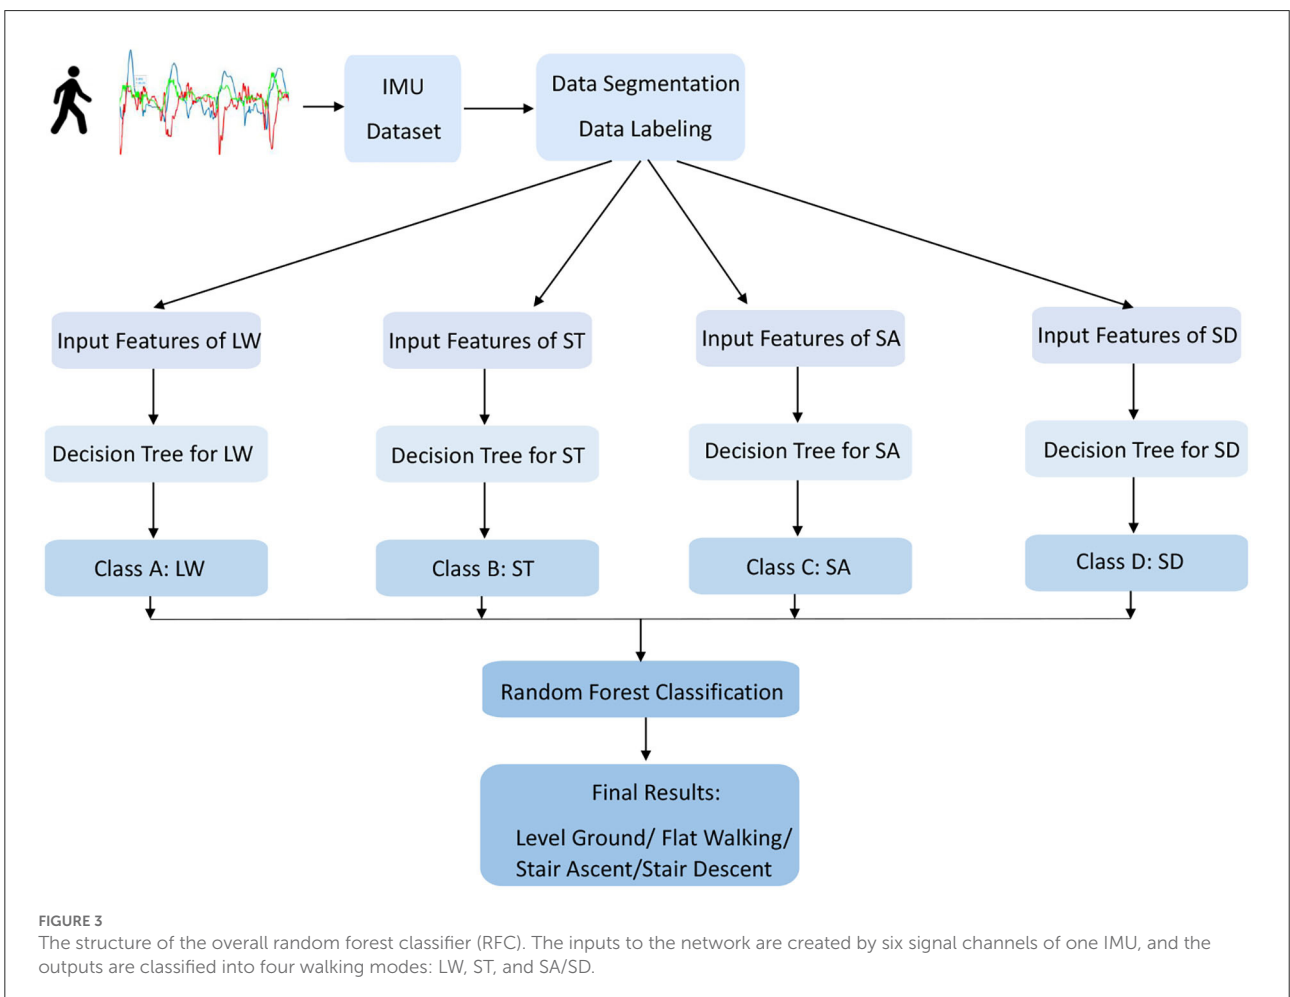 IMU
Dataset
Data Segmentation
Data Labeling
Input Features of LW
Input Features of ST
Input Features of SA
Input Features of SD
Decision Tree for LW
Decision Tree for ST
Decision Tree for SA
Decision Tree for SD
Class A: LW
Class B: ST
Class C: SA
Class D: SD
Random Forest Classification
Final Results:
Level Ground/ Flat Walking/
Stair Ascent/Stair Descent
FIGURE 3
The structure of the overall random forest classifier (RFC). The inputs to the network are created by six signal channels of one IMU, and the
outputs are classified into four walking modes: LW, ST, and SA/SD.